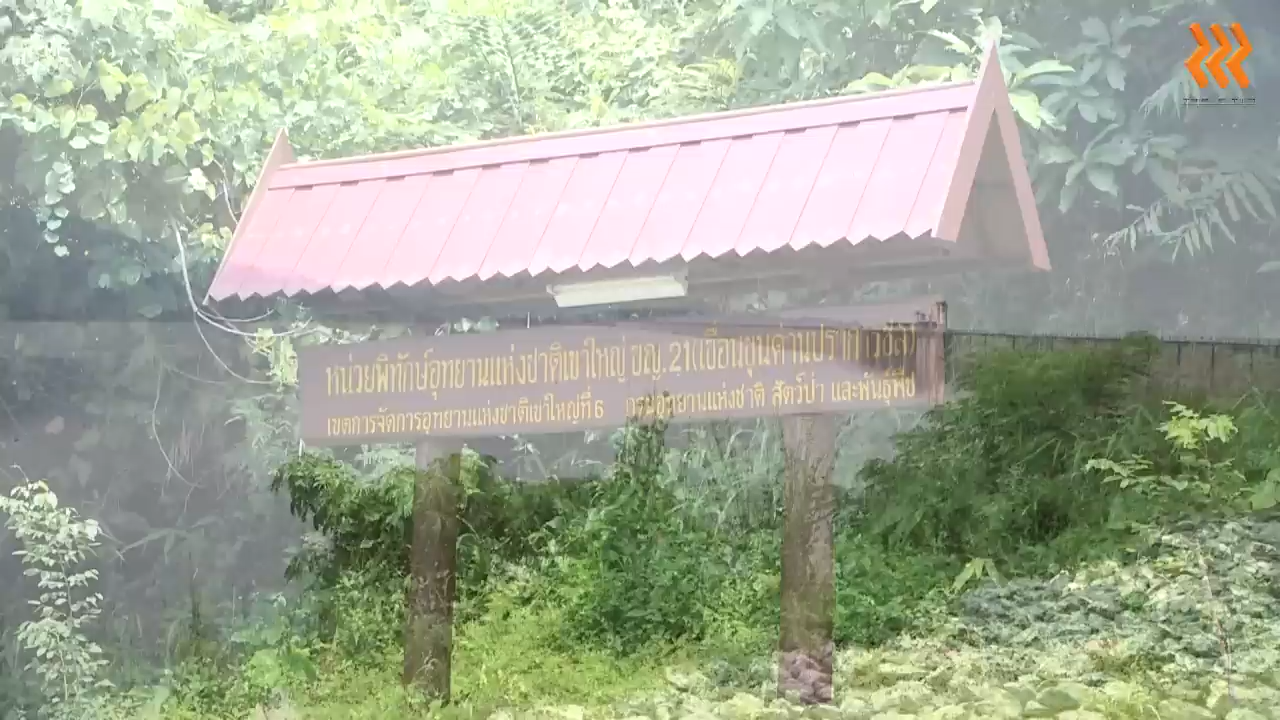 หน่วยพิทักษ์อุทยานแห่งชาติเขาใหญ่ ขญ.21(เขื่อนขุนด่านปราการชล)
เขตการจัดการอุทยานแห่งชาติเขาใหญ่ที่ 6 กรมอุทยานแห่งชาติ สัตว์ป่า และพันธุ์พืช